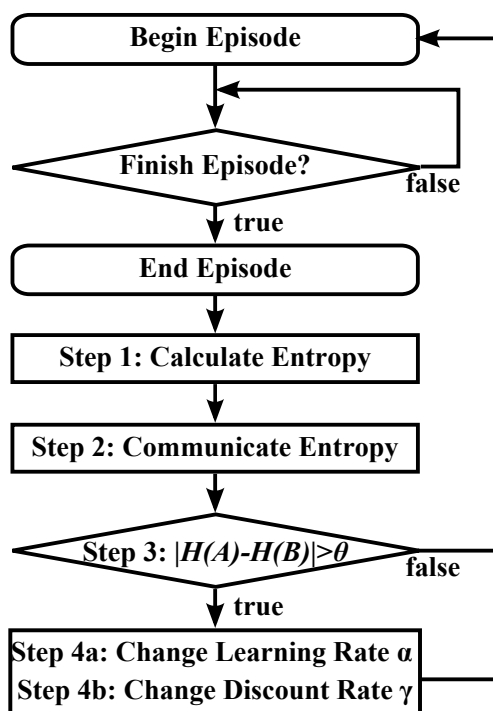 Begin Episode
Finish Episode?
false
true
End Episode
Step 1: Calculate Entropy
Step 2: Communicate Entropy
Step 3: |H(A)-H(B)|>θ
false
true
Step 4a: Change Learning Rate α
Step 4b: Change Discount Rate γ